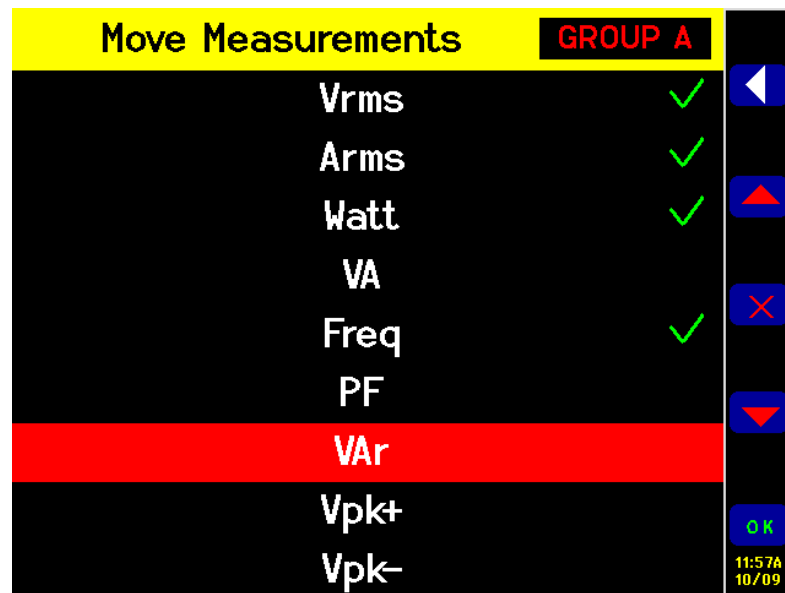 Move Measurements GROUP A
Vrms
Arms
Watt
VA
Freq
PF
VAr
Vpk+
Vpk-
OK
11:57A
10/09